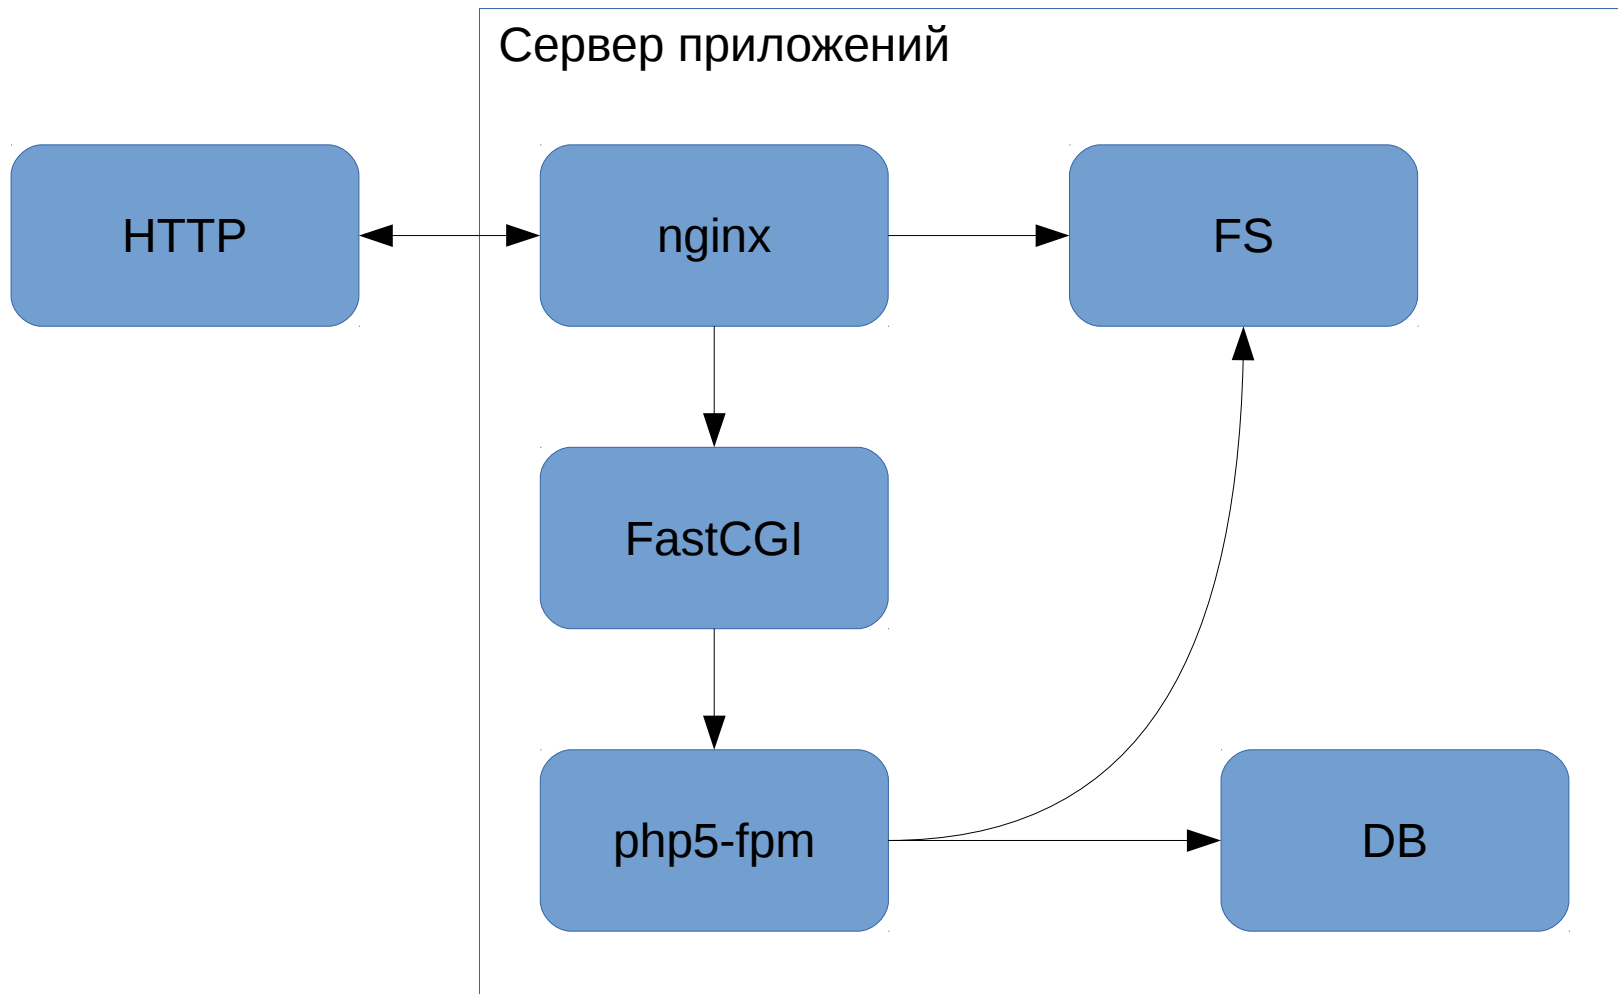 Сервер приложений
HTTP
nginx
FS
FastCGI
php5-fpm
DB